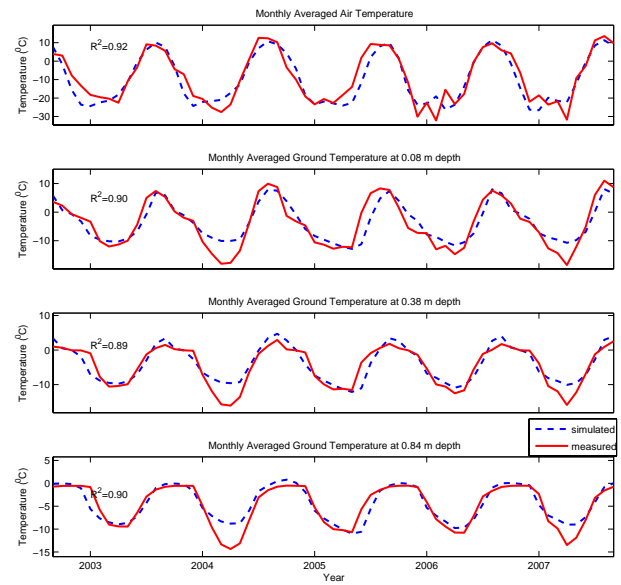 Monthly Averaged Air Temperature
Temperature (⁰C)
10
0
−10
−20
−30
R²=0.92
Monthly Averaged Ground Temperature at 0.08 m depth
Temperature (⁰C)
10
0
−10
R²=0.90
Monthly Averaged Ground Temperature at 0.38 m depth
Temperature (⁰C)
10
0
−10
R²=0.89
simulated
measured
Monthly Averaged Ground Temperature at 0.84 m depth
Temperature (⁰C)
5
0
−5
−10
−15
R²=0.90
2003 2004 2005 2006 2007
Year